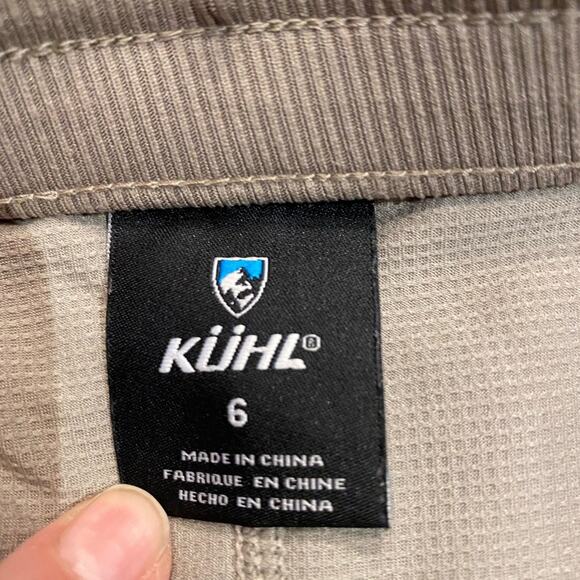 KÜHL®
6
MADE IN CHINA
FABRIQUE EN CHINE
HECHO EN CHINA